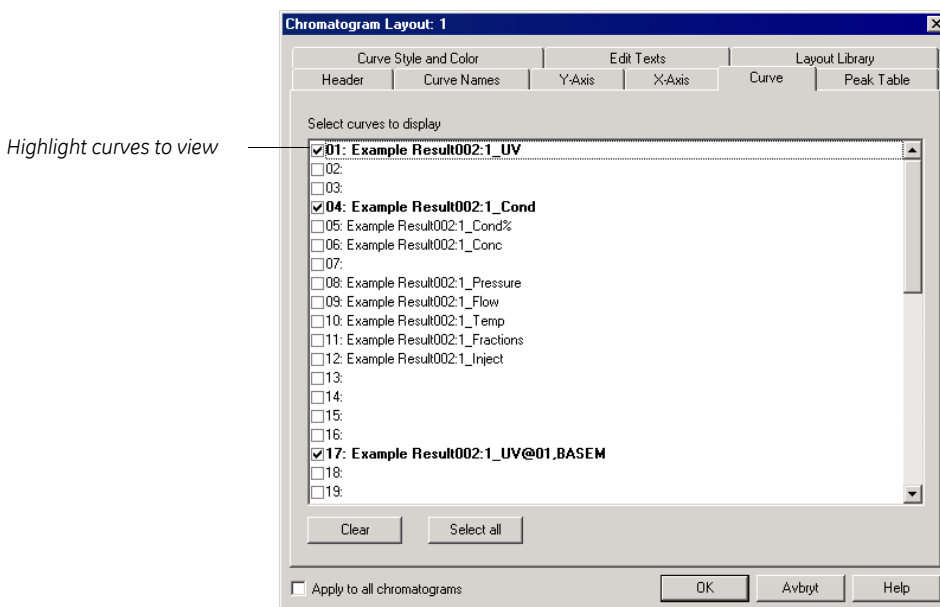 Chromatogram Layout: 1
Curve Style and Color
Edit Texts
Layout Library
Header
Curve Names
Y-Axis
X-Axis
Curve
Peak Table
Select curves to display
Highlight curves to view
01: Example Result002:1_UV
02:
03:
04: Example Result002:1_Cond
05: Example Result002:1_Cond%
06: Example Result002:1_Conc
07:
08: Example Result002:1_Pressure
09: Example Result002:1_Flow
10: Example Result002:1_Temp
11: Example Result002:1_Fractions
12: Example Result002:1_Inject
13:
14:
15:
16:
17: Example Result002:1_UV@01,BASEM
18:
19:
Clear
Select all
Apply to all chromatograms
OK
Avbryt
Help